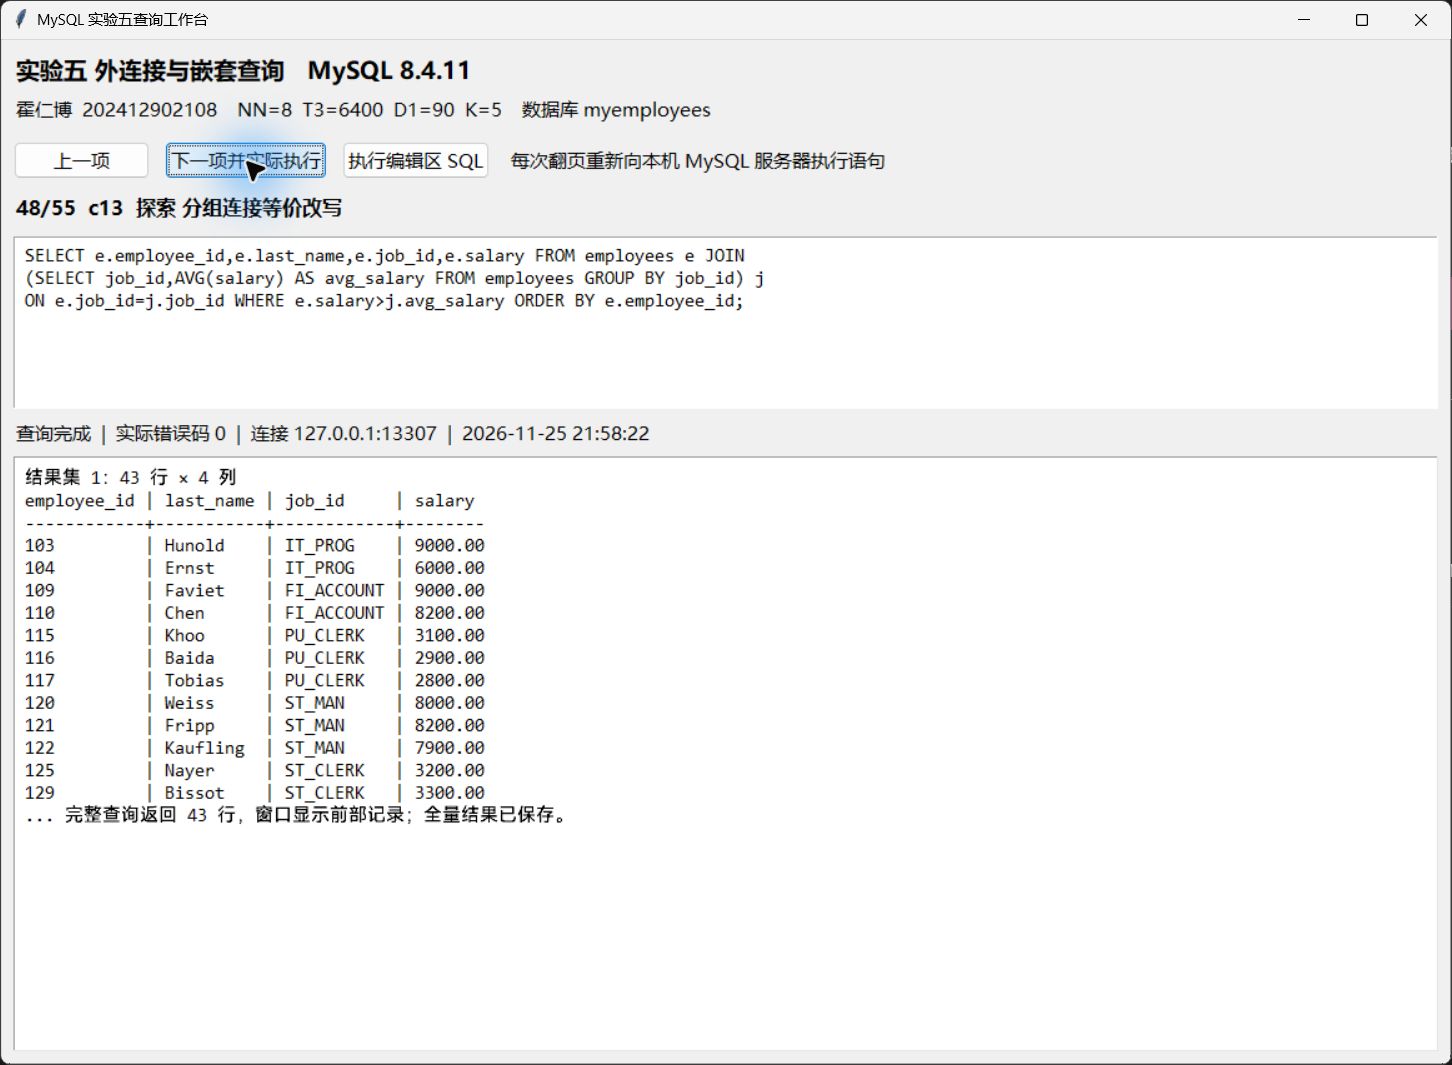 MySQL 实验五查询工作台
实验五 外连接与嵌套查询 MySQL 8.4.11
霍仁博 202412902108 NN=8 T3=6400 D1=90 K=5 数据库 myemployees
上一项 下一项并实际执行 执行编辑区 SQL 每次翻页重新向本机 MySQL 服务器执行语句
48/55 c13 探索 分组连接等价改写
SELECT e.employee_id,e.last_name,e.job_id,e.salary FROM employees e JOIN
(SELECT job_id,AVG(salary) AS avg_salary FROM employees GROUP BY job_id) j
ON e.job_id=j.job_id WHERE e.salary>j.avg_salary ORDER BY e.employee_id;
查询完成 | 实际错误码 0 | 连接 127.0.0.1:13307 | 2026-11-25 21:58:22
结果集 1: 43 行 × 4 列
employee_id | last_name | job_id     | salary
------------+-----------+------------+--------
103         | Hunold    | IT_PROG    | 9000.00
104         | Ernst     | IT_PROG    | 6000.00
109         | Faviet    | FI_ACCOUNT | 9000.00
110         | Chen      | FI_ACCOUNT | 8200.00
115         | Khoo      | PU_CLERK   | 3100.00
116         | Baida     | PU_CLERK   | 2900.00
117         | Tobias    | PU_CLERK   | 2800.00
120         | Weiss     | ST_MAN     | 8000.00
121         | Fripp     | ST_MAN     | 8200.00
122         | Kaufling  | ST_MAN     | 7900.00
125         | Nayer     | ST_CLERK   | 3200.00
129         | Bissot    | ST_CLERK   | 3300.00
... 完整查询返回 43 行，窗口显示前部记录；全量结果已保存。